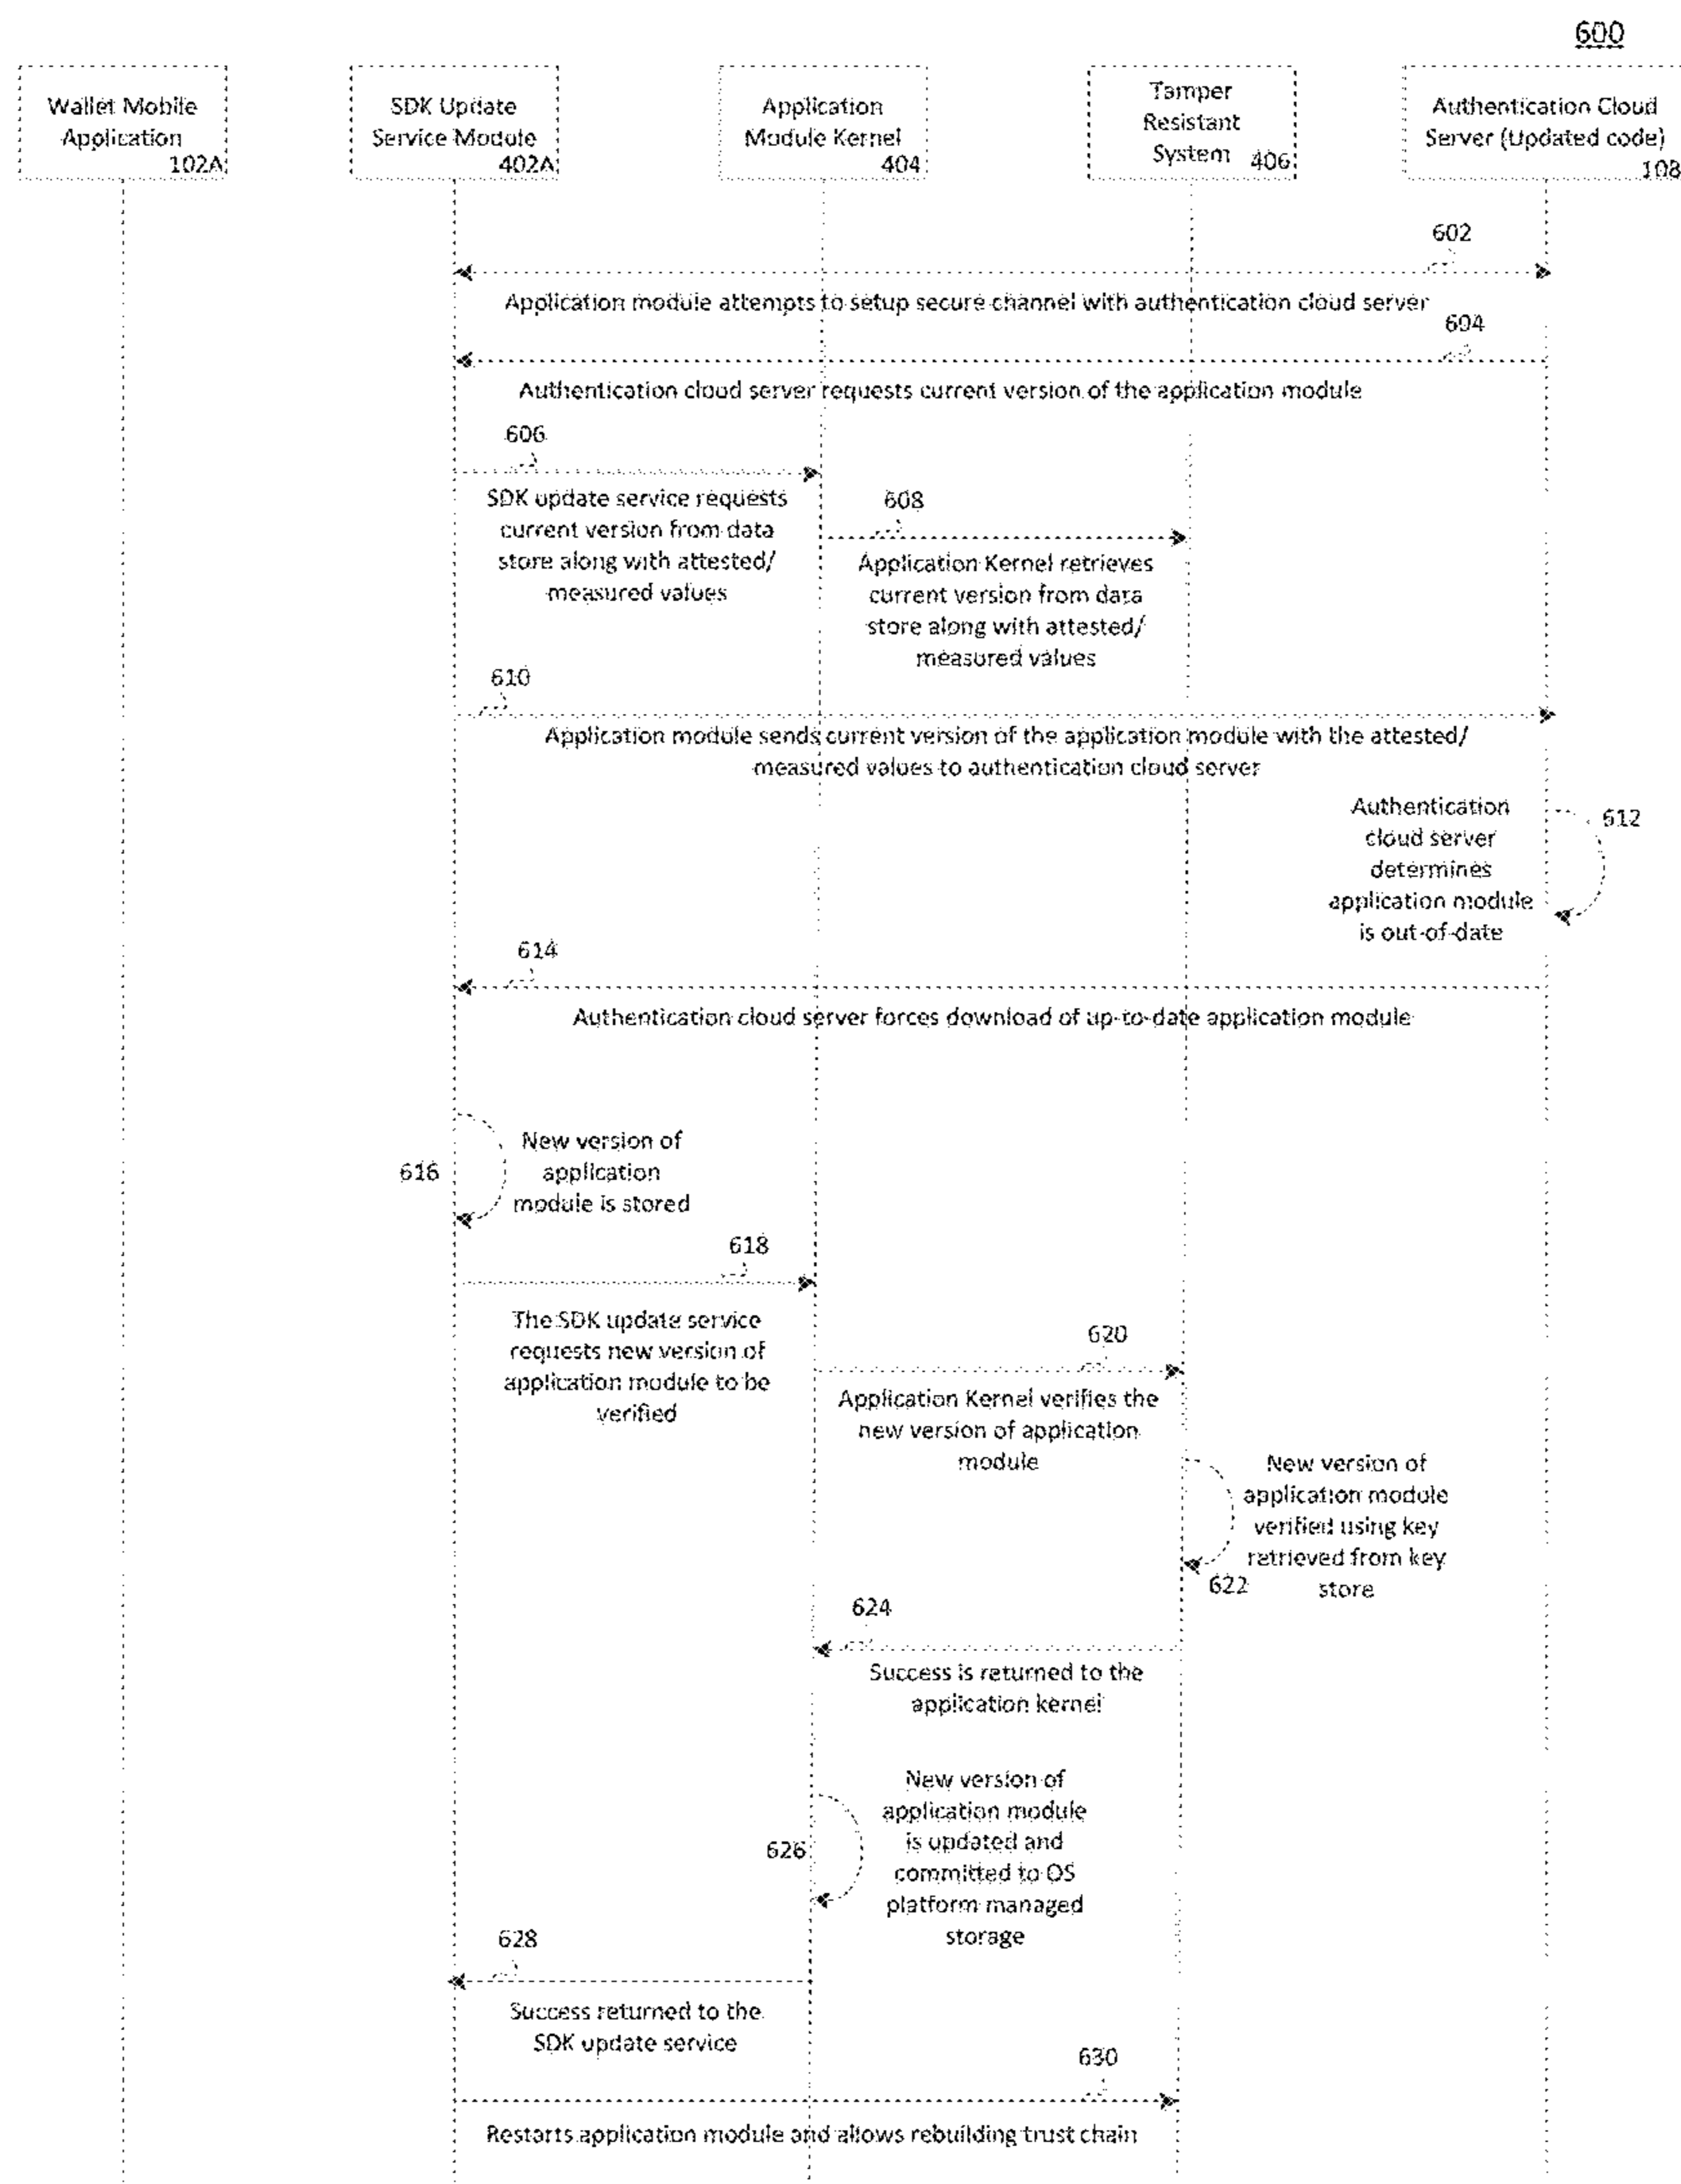 600
Wallet Mobile
Application
102A
SDK Update
Service Module
402A
Application
Module Kernel
404
Tamper
Resistant
System 406
Authentication Cloud
Server (Updated code)
108
602
Application module attempts to setup secure channel with authentication cloud server
604
Authentication cloud server requests current version of the application module
606
SDK update service requests
current version from data
store along with attested/
measured values
608
Application Kernel retrieves
current version from data
store along with attested/
measured values
610
Application module sends current version of the application module with the attested/
measured values to authentication cloud server
Authentication
cloud server
determines
application module
is out-of-date
612
614
Authentication cloud server forces download of up-to-date application module
616
New version of
application
module is stored
618
The SDK update service
requests new version of
application module to be
verified
620
Application Kernel verifies the
new version of application
module
New version of
application module
verified using key
retrieved from key
store
622
624
Success is returned to the
application kernel
626
New version of
application module
is updated and
committed to OS
platform managed
storage
628
Success returned to the
SDK update service
630
Restarts application module and allows rebuilding trust chain